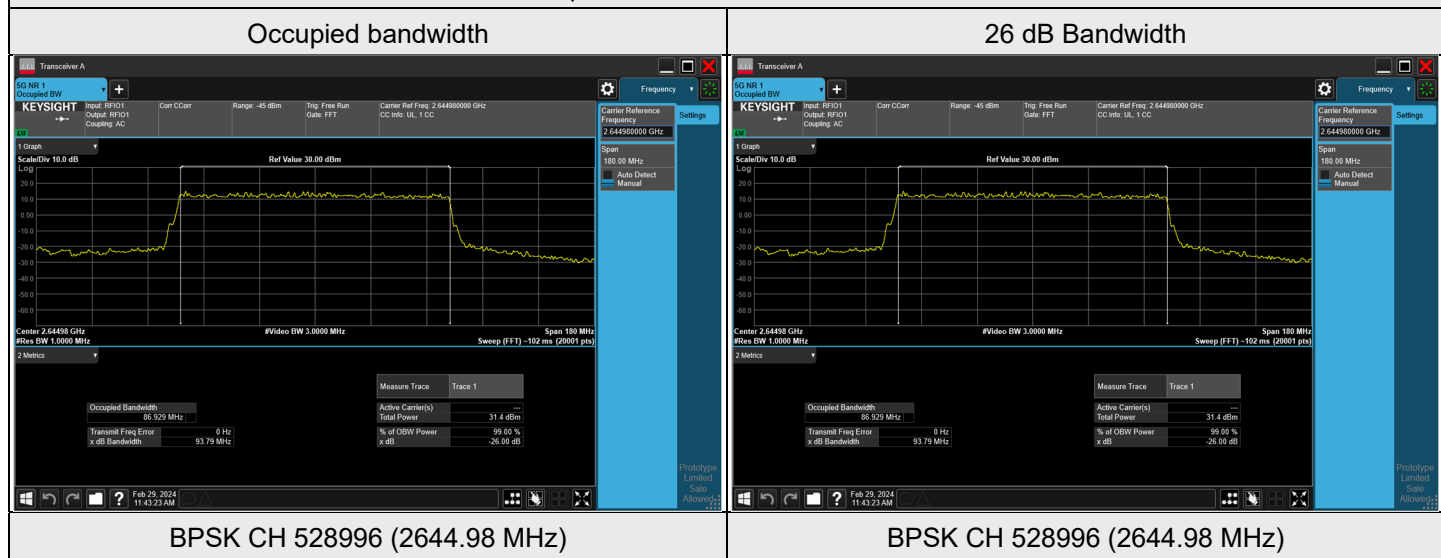 Occupied bandwidth
26 dB Bandwidth
Transceiver A
5G NR 1
Occupied BW
Frequency
KEYSIGHT
Input: RFIO1
Output: RFIO1
Coupling: AC
Corr CCorr
Range: -45 dBm
Trig: Free Run
Gate: FFT
Carrier Ref Freq: 2.644980000 GHz
CC Info: UL, 1 CC
LXI
Carrier Reference
Frequency
2.644980000 GHz
Settings
Span
180.00 MHz
Auto Detect
Manual
1 Graph
Scale/Div 10.0 dB
Ref Value 30.00 dBm
Log
20.0
10.0
0.00
-10.0
-20.0
-30.0
-40.0
-50.0
-60.0
Center 2.64498 GHz
#Video BW 3.0000 MHz
Span 180 MHz
#Res BW 1.0000 MHz
Sweep (FFT) ~102 ms (20001 pts)
2 Metrics
Measure Trace
Trace 1
Occupied Bandwidth
86.929 MHz
Active Carrier(s)
---
Total Power
31.4 dBm
Transmit Freq Error
0 Hz
x dB Bandwidth
93.79 MHz
% of OBW Power
99.00 %
x dB
-26.00 dB
Feb 29, 2024
11:43:23 AM
Prototype
Limited
Sale
Allowed
Transceiver A
5G NR 1
Occupied BW
Frequency
KEYSIGHT
Input: RFIO1
Output: RFIO1
Coupling: AC
Corr CCorr
Range: -45 dBm
Trig: Free Run
Gate: FFT
Carrier Ref Freq: 2.644980000 GHz
CC Info: UL, 1 CC
LXI
Carrier Reference
Frequency
2.644980000 GHz
Settings
Span
180.00 MHz
Auto Detect
Manual
1 Graph
Scale/Div 10.0 dB
Ref Value 30.00 dBm
Log
20.0
10.0
0.00
-10.0
-20.0
-30.0
-40.0
-50.0
-60.0
Center 2.64498 GHz
#Video BW 3.0000 MHz
Span 180 MHz
#Res BW 1.0000 MHz
Sweep (FFT) ~102 ms (20001 pts)
2 Metrics
Measure Trace
Trace 1
Occupied Bandwidth
86.929 MHz
Active Carrier(s)
---
Total Power
31.4 dBm
Transmit Freq Error
0 Hz
x dB Bandwidth
93.79 MHz
% of OBW Power
99.00 %
x dB
-26.00 dB
Feb 29, 2024
11:43:23 AM
Prototype
Limited
Sale
Allowed
BPSK CH 528996 (2644.98 MHz)
BPSK CH 528996 (2644.98 MHz)